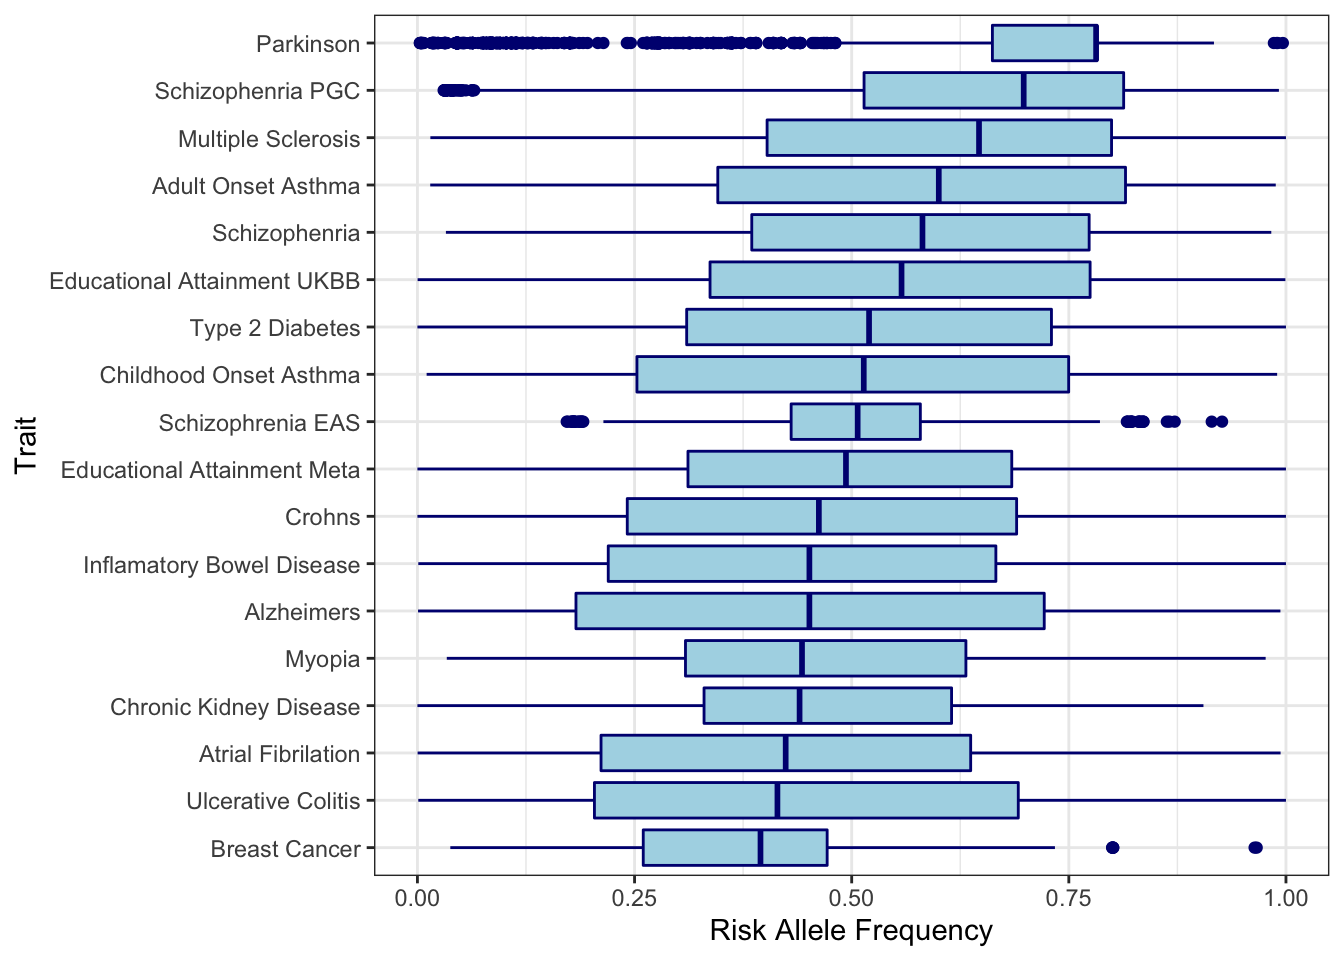 Parkinson
Schizophenria PGC
Multiple Sclerosis
Adult Onset Asthma
Schizophenria
Educational Attainment UKBB
Type 2 Diabetes
Childhood Onset Asthma
Schizophrenia EAS
Educational Attainment Meta
Crohns
Inflamatory Bowel Disease
Alzheimers
Myopia
Chronic Kidney Disease
Atrial Fibrilation
Ulcerative Colitis
Breast Cancer
Trait
0.00 0.25 0.50 0.75 1.00
Risk Allele Frequency